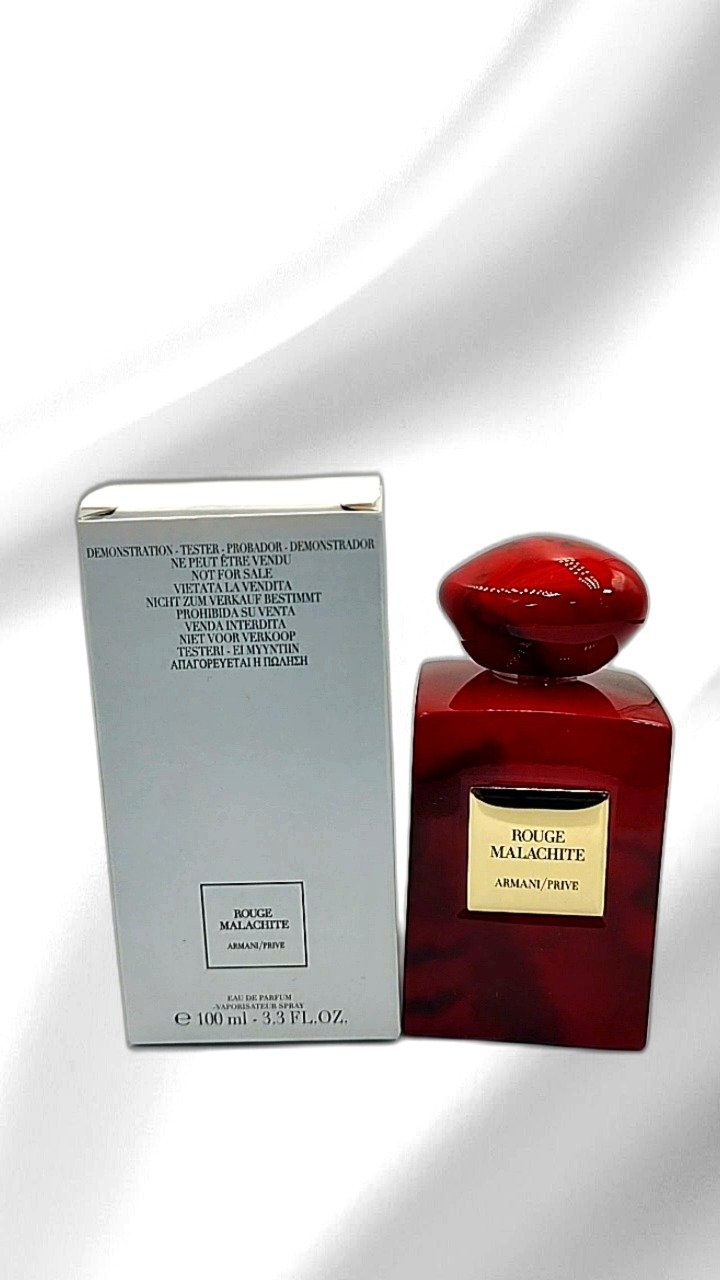 DEMONSTRATION - TESTER - PROBADOR - DEMONSTRADOR
NE PEUT ÊTRE VENDU
NOT FOR SALE
VIETATA LA VENDITA
NICHT ZUM VERKAUF BESTIMMT
PROHIBIDA SU VENTA
VENDA INTERDITA
NIET VOOR VERKOOP
TESTERI - EI MYYNTIIN
ΑΠΑΓΟΡΕΥΕΤΑΙ Η ΠΩΛΗΣΗ
ROUGE
MALACHITE
ARMANI/PRIVE
EAU DE PARFUM
VAPORISATEUR SPRAY
℮ 100 ml - 3.3 FL.OZ.
ROUGE
MALACHITE
ARMANI/PRIVE